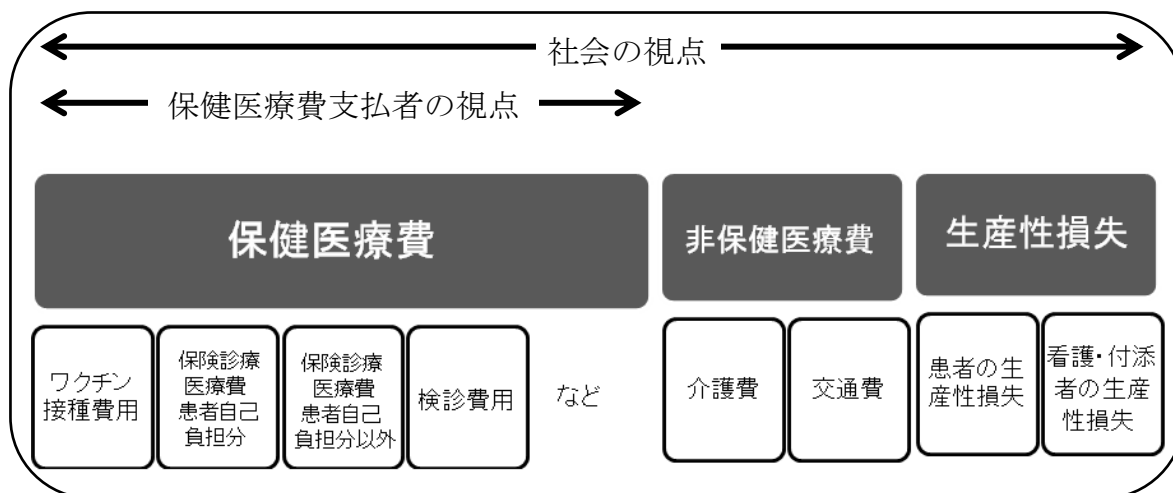 社会の視点
保健医療費支払者の視点
保健医療費
非保健医療費
生産性損失
ワクチン
接種費用
保険診療
医療費
患者自己
負担分
保険診療
医療費
患者自己
負担分以外
検診費用
など
介護費
交通費
患者の生
産性損失
看護・付添
者の生産
性損失